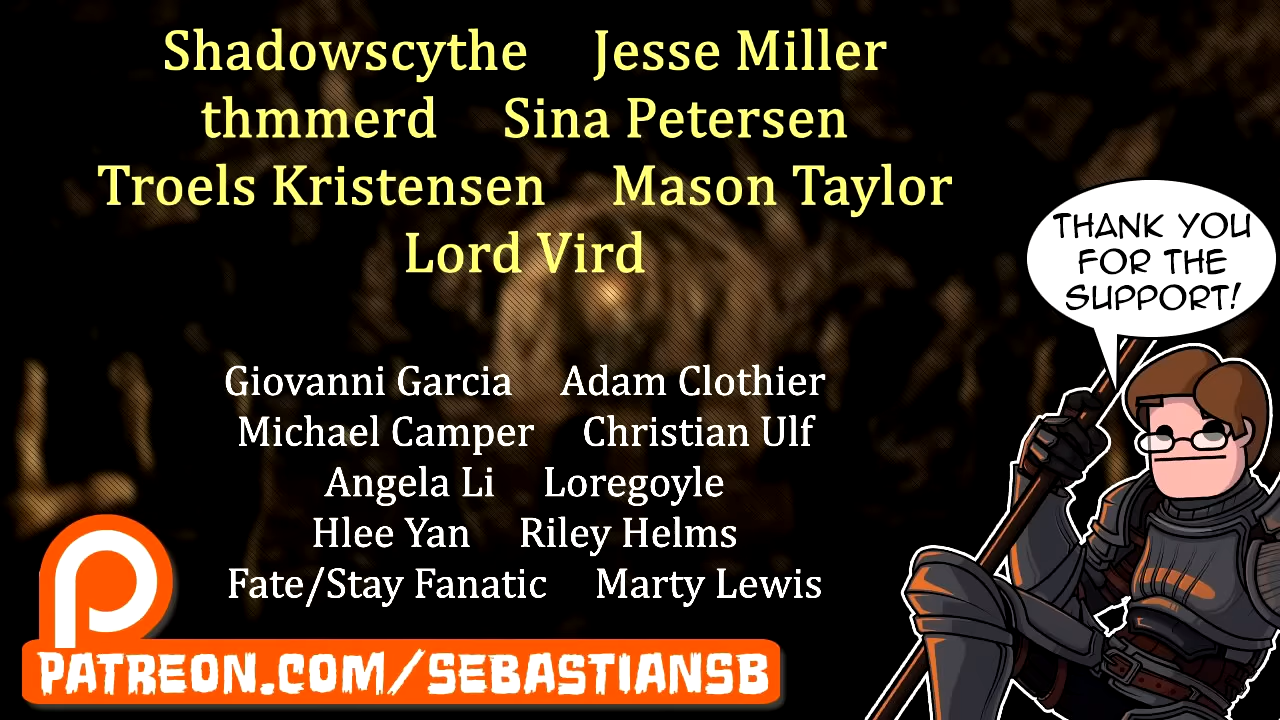 Shadowscythe Jesse Miller
thmmerd Sina Petersen
Troels Kristensen Mason Taylor
Lord Vird
THANK YOU
FOR THE
SUPPORT!
Giovanni Garcia Adam Clothier
Michael Camper Christian Ulf
Angela Li Loregoyle
Hlee Yan Riley Helms
Fate/Stay Fanatic Marty Lewis
PATREON.COM/SEBASTIANSB